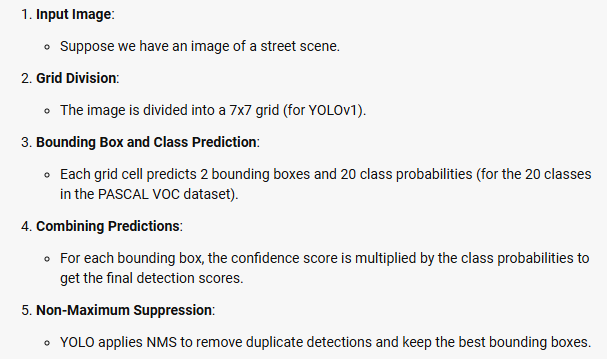 1. Input Image:
◦ Suppose we have an image of a street scene.
2. Grid Division:
◦ The image is divided into a 7x7 grid (for YOLOv1).
3. Bounding Box and Class Prediction:
◦ Each grid cell predicts 2 bounding boxes and 20 class probabilities (for the 20 classes
in the PASCAL VOC dataset).
4. Combining Predictions:
◦ For each bounding box, the confidence score is multiplied by the class probabilities to
get the final detection scores.
5. Non-Maximum Suppression:
◦ YOLO applies NMS to remove duplicate detections and keep the best bounding boxes.